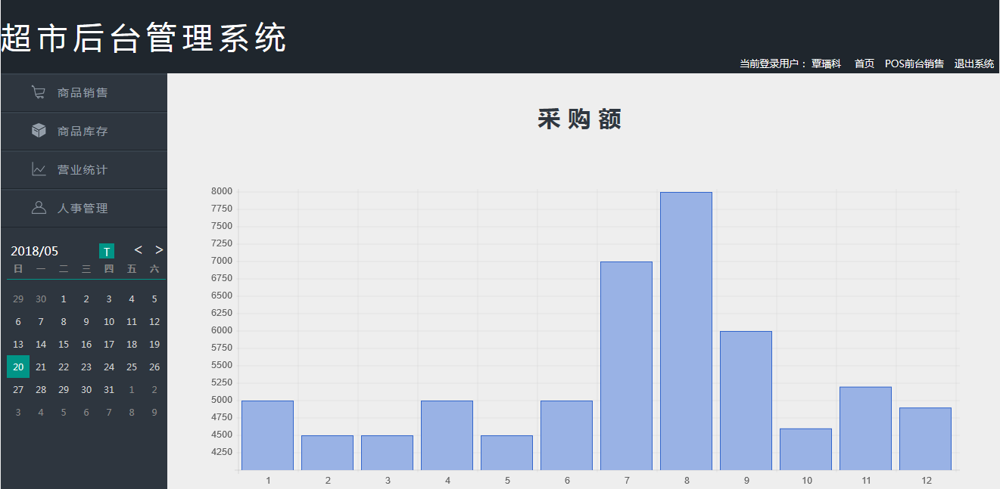 超市后台管理系统
当前登录用户： 覃璠科 首页 POS前台销售 退出系统
商品销售
商品库存
营业统计
人事管理
2018/05 T < >
日 一 二 三 四 五 六
29 30 1 2 3 4 5
6 7 8 9 10 11 12
13 14 15 16 17 18 19
20 21 22 23 24 25 26
27 28 29 30 31 1 2
3 4 5 6 7 8 9
采购额
8000
7750
7500
7250
7000
6750
6500
6250
6000
5750
5500
5250
5000
4750
4500
4250
1 2 3 4 5 6 7 8 9 10 11 12